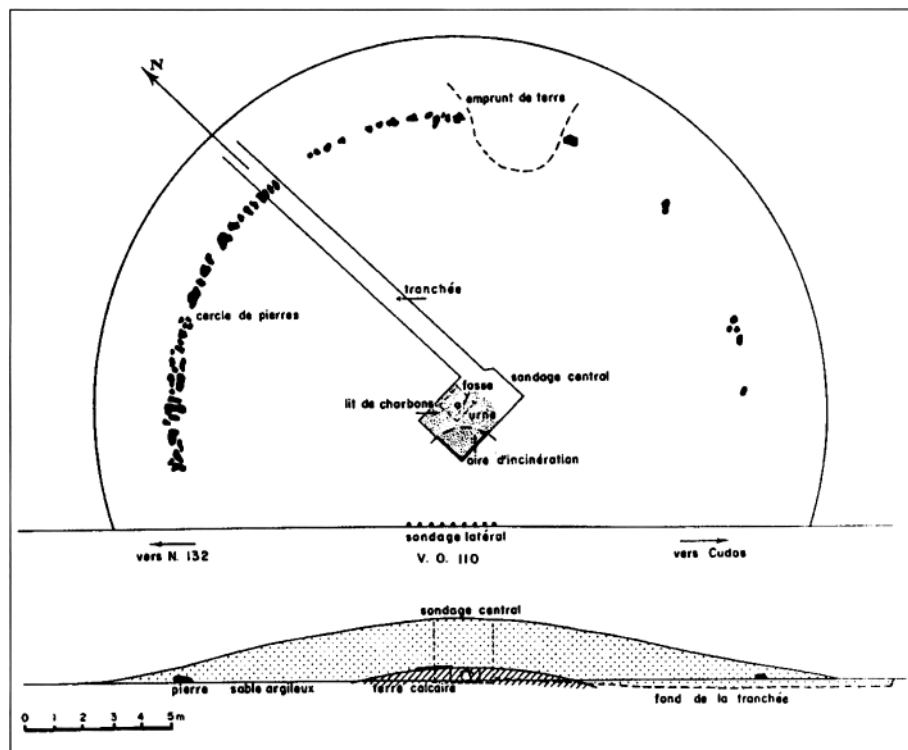 N
emprunt de terre
tranchée
cercle de pierres
sondage central
fosse
lit de charbons
urne
aire d'incinération
sondage latéral
vers N. 132
V. O. 110
vers Cudos
sondage central
pierre
sable argileux
terre calcaire
fond de la tranchée
0 1 2 3 4 5m